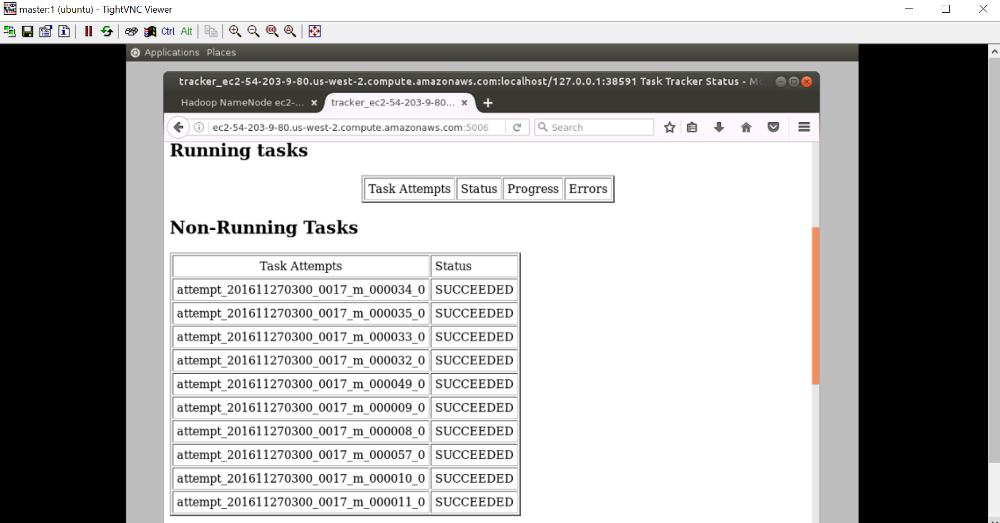 master:1 (ubuntu) - TightVNC Viewer
Ctrl Alt
Applications Places
tracker_ec2-54-203-9-80.us-west-2.compute.amazonaws.com:localhost/127.0.0.1:38591 Task Tracker Status - Mo
Hadoop NameNode ec2-... tracker_ec2-54-203-9-80...
ec2-54-203-9-80.us-west-2.compute.amazonaws.com:5006 Search
Running tasks
Task Attempts Status Progress Errors
Non-Running Tasks
Task Attempts Status
attempt_201611270300_0017_m_000034_0 SUCCEEDED
attempt_201611270300_0017_m_000035_0 SUCCEEDED
attempt_201611270300_0017_m_000033_0 SUCCEEDED
attempt_201611270300_0017_m_000032_0 SUCCEEDED
attempt_201611270300_0017_m_000049_0 SUCCEEDED
attempt_201611270300_0017_m_000009_0 SUCCEEDED
attempt_201611270300_0017_m_000008_0 SUCCEEDED
attempt_201611270300_0017_m_000057_0 SUCCEEDED
attempt_201611270300_0017_m_000010_0 SUCCEEDED
attempt_201611270300_0017_m_000011_0 SUCCEEDED